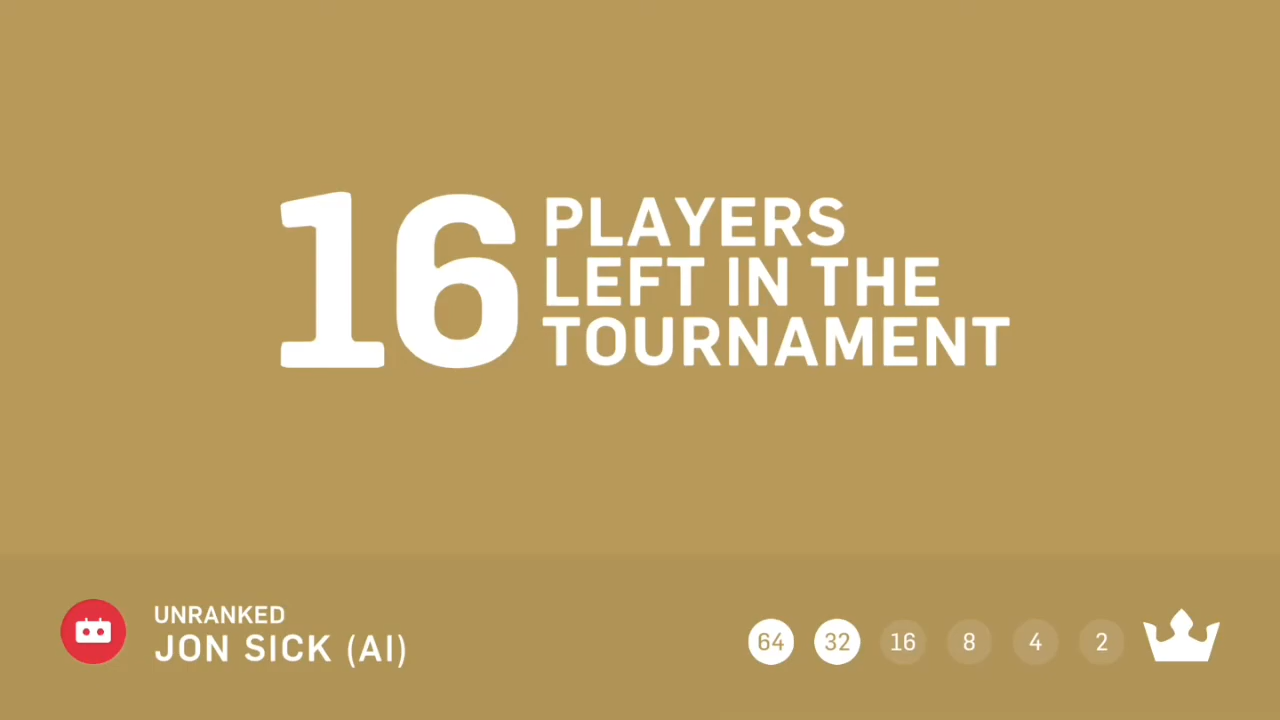 16
PLAYERS
LEFT IN THE
TOURNAMENT
UNRANKED
JON SICK (AI)
64 32 16 8 4 2